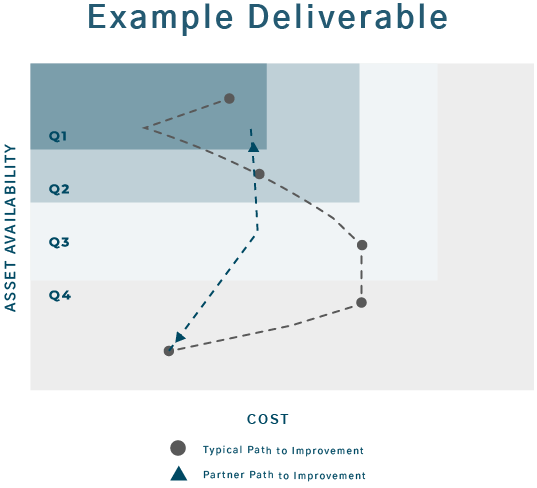 Example Deliverable
Q1
Q2
Q3
Q4
ASSET AVAILABILITY
COST
Typical Path to Improvement
Partner Path to Improvement